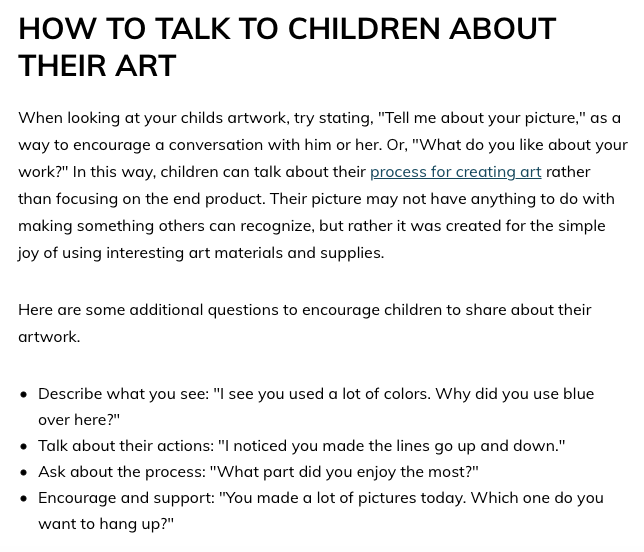 HOW TO TALK TO CHILDREN ABOUT
THEIR ART
When looking at your childs artwork, try stating, "Tell me about your picture," as a
way to encourage a conversation with him or her. Or, "What do you like about your
work?" In this way, children can talk about their process for creating art rather
than focusing on the end product. Their picture may not have anything to do with
making something others can recognize, but rather it was created for the simple
joy of using interesting art materials and supplies.
Here are some additional questions to encourage children to share about their
artwork.
• Describe what you see: "I see you used a lot of colors. Why did you use blue
over here?"
• Talk about their actions: "I noticed you made the lines go up and down."
• Ask about the process: "What part did you enjoy the most?"
• Encourage and support: "You made a lot of pictures today. Which one do you
want to hang up?"